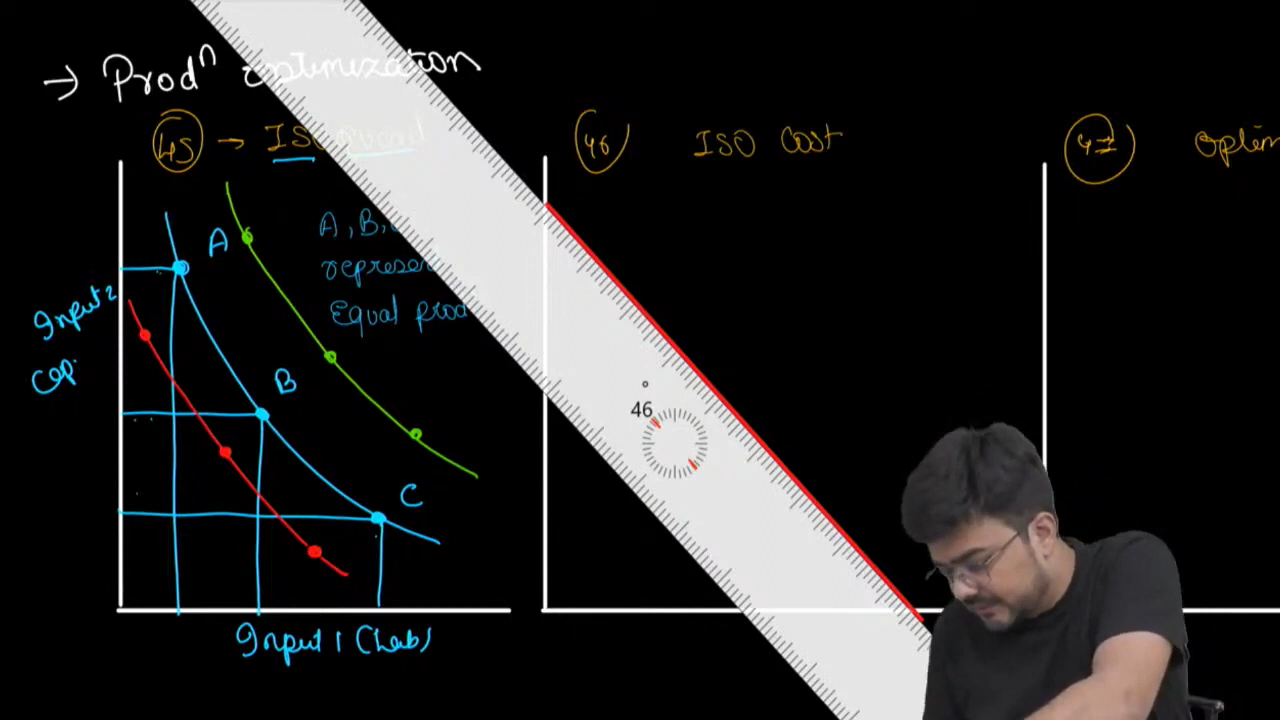 → Prodⁿ optimization
45 → ISO Quant
46 ISO Cost
47 Optim
A, B,
represen
Equal prod
A
B
C
Input 2
Cap.
Input 1 (Lab)
46°